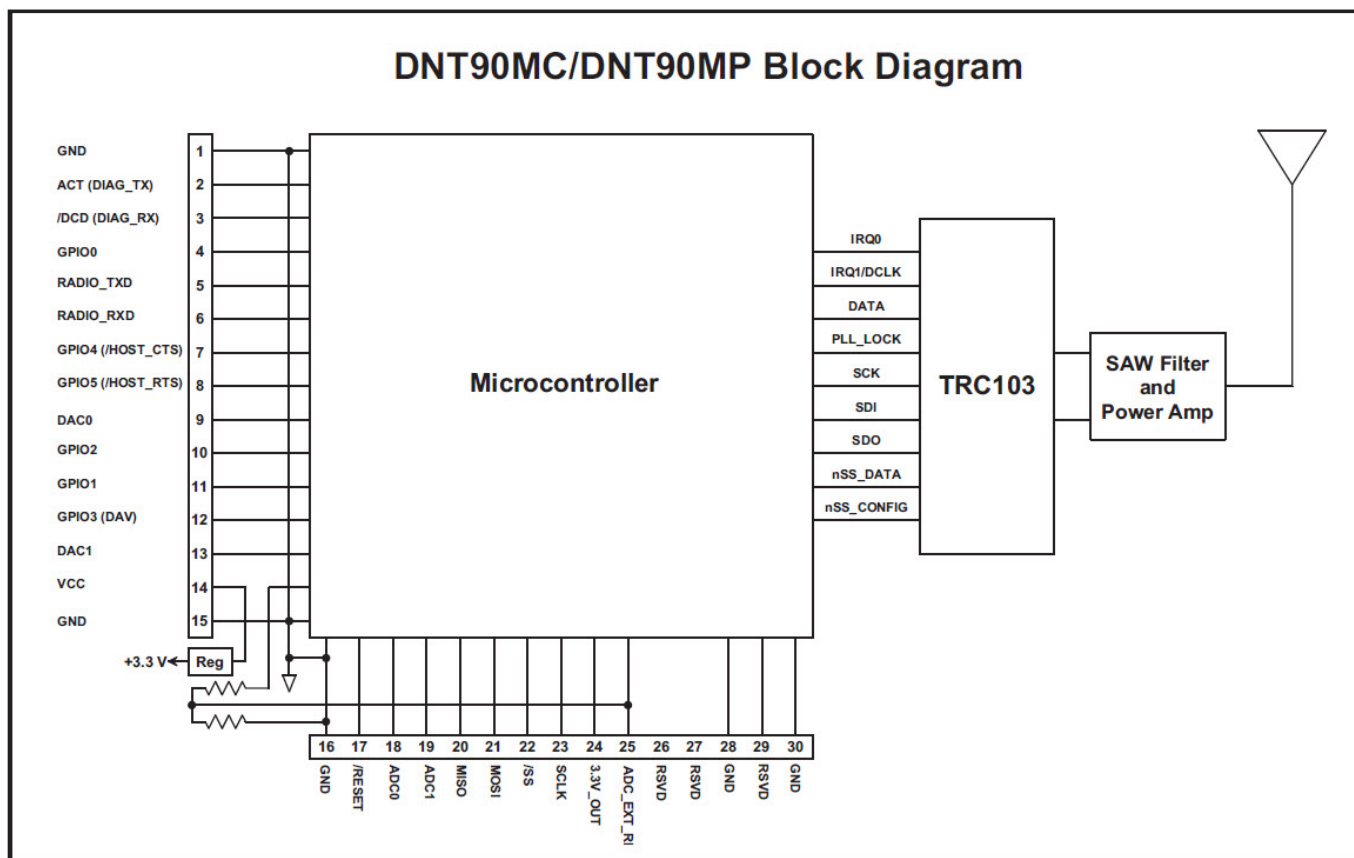 DNT90MC/DNT90MP Block Diagram
GND
1
ACT (DIAG_TX)
2
/DCD (DIAG_RX)
3
GPIO0
4
RADIO_TXD
5
RADIO_RXD
6
GPIO4 (/HOST_CTS)
7
GPIO5 (/HOST_RTS)
8
DAC0
9
GPIO2
10
GPIO1
11
GPIO3 (DAV)
12
DAC1
13
VCC
14
GND
15
+3.3 V
Reg
Microcontroller
IRQ0
IRQ1/DCLK
DATA
PLL_LOCK
SCK
SDI
SDO
nSS_DATA
nSS_CONFIG
TRC103
SAW Filter
and
Power Amp
16
17
18
19
20
21
22
23
24
25
26
27
28
29
30
GND
/RESET
ADC0
ADC1
MISO
MOSI
/SS
SCLK
3.3V_OUT
ADC_EXT_RI
RSVD
RSVD
GND
RSVD
GND